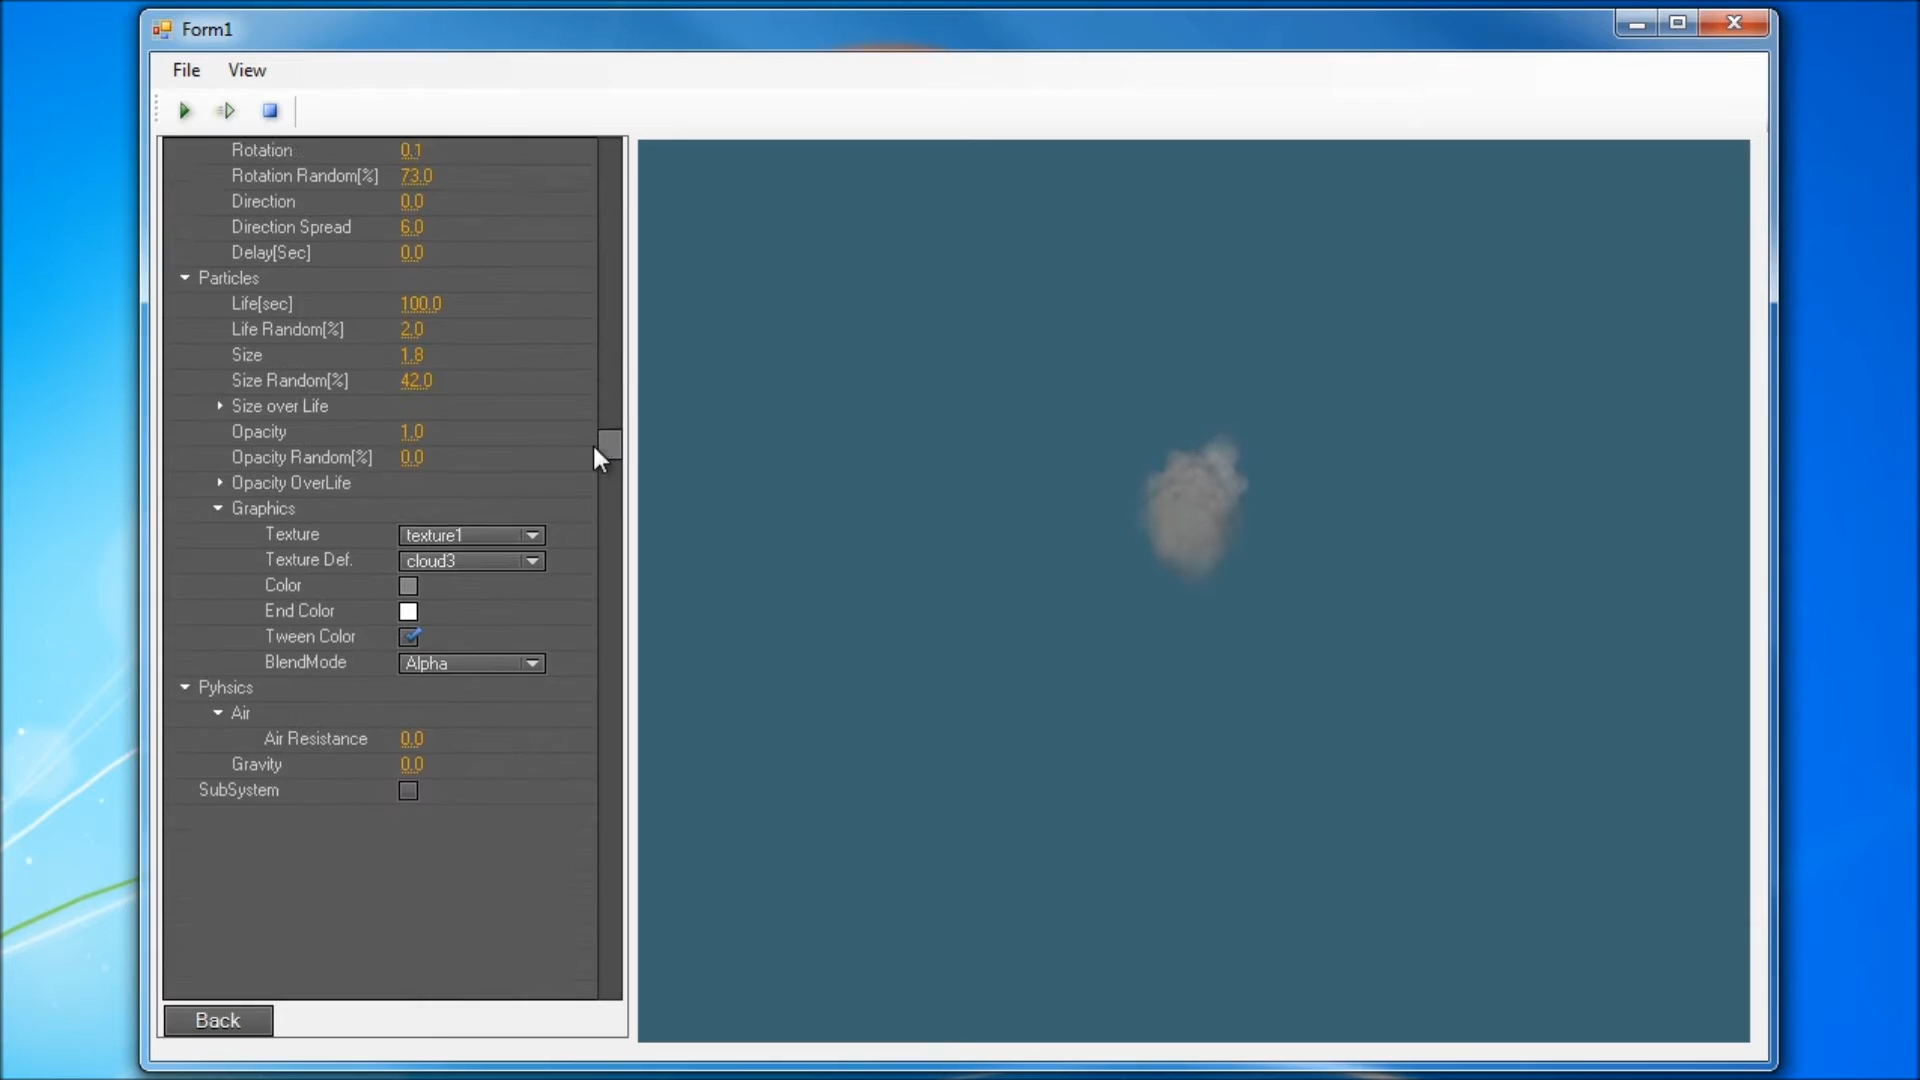 Form1
File View
Rotation 0.1
Rotation Random[%] 73.0
Direction 0.0
Direction Spread 6.0
Delay[Sec] 0.0
Particles
Life[sec] 100.0
Life Random[%] 2.0
Size 1.8
Size Random[%] 42.0
Size over Life
Opacity 1.0
Opacity Random[%] 0.0
Opacity OverLife
Graphics
Texture texture1
Texture Def. cloud3
Color
End Color
Tween Color
BlendMode Alpha
Pyhsics
Air
Air Resistance 0.0
Gravity 0.0
SubSystem
Back